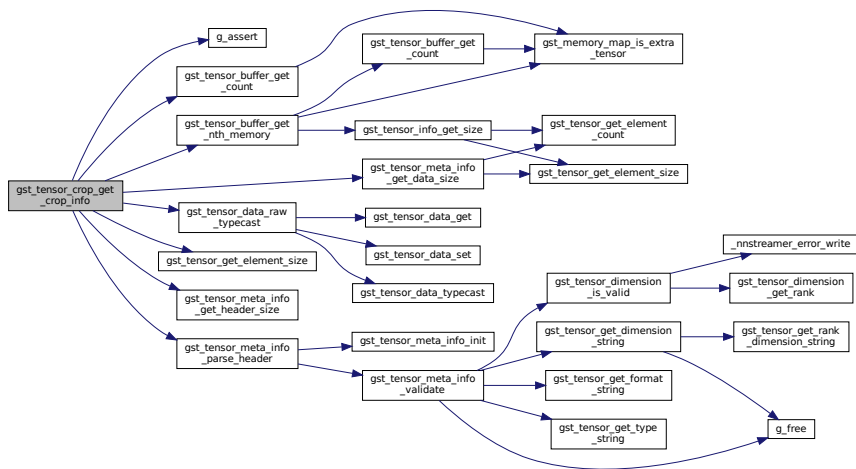 gst_tensor_crop_get
_crop_info
g_assert
gst_tensor_buffer_get
_count
gst_tensor_buffer_get
_nth_memory
gst_tensor_data_raw
_typecast
gst_tensor_get_element_size
gst_tensor_meta_info
_get_header_size
gst_tensor_meta_info
_parse_header
gst_tensor_buffer_get
_count
gst_tensor_info_get_size
gst_tensor_meta_info
_get_data_size
gst_tensor_data_get
gst_tensor_data_set
gst_tensor_data_typecast
gst_tensor_meta_info_init
gst_tensor_meta_info
_validate
gst_memory_map_is_extra
_tensor
gst_tensor_get_element
_count
gst_tensor_get_element_size
gst_tensor_dimension
_is_valid
gst_tensor_get_dimension
_string
gst_tensor_get_format
_string
gst_tensor_get_type
_string
_nnstreamer_error_write
gst_tensor_dimension
_get_rank
gst_tensor_get_rank
_dimension_string
g_free